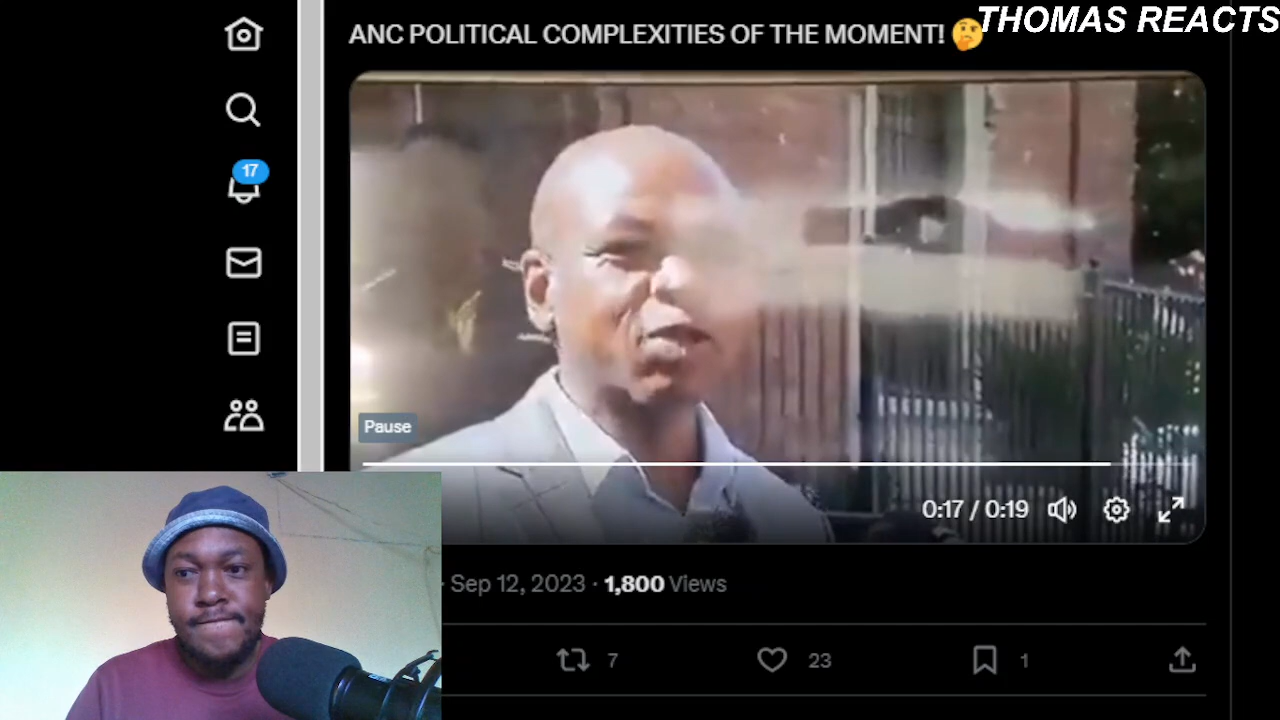 THOMAS REACTS
ANC POLITICAL COMPLEXITIES OF THE MOMENT! 🤔
17
Pause
0:17 / 0:19
· Sep 12, 2023 · 1,800 Views
7
23
1